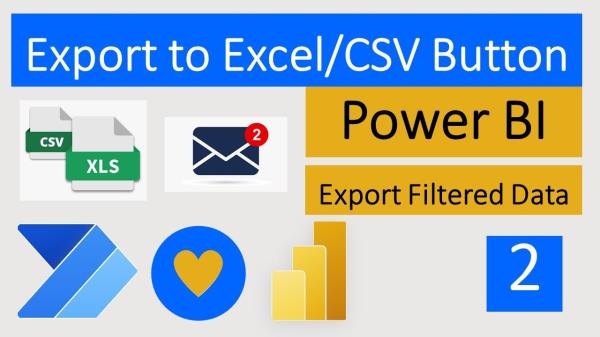 Export to Excel/CSV Button
Power BI
CSV
XLS
2
Export Filtered Data
2